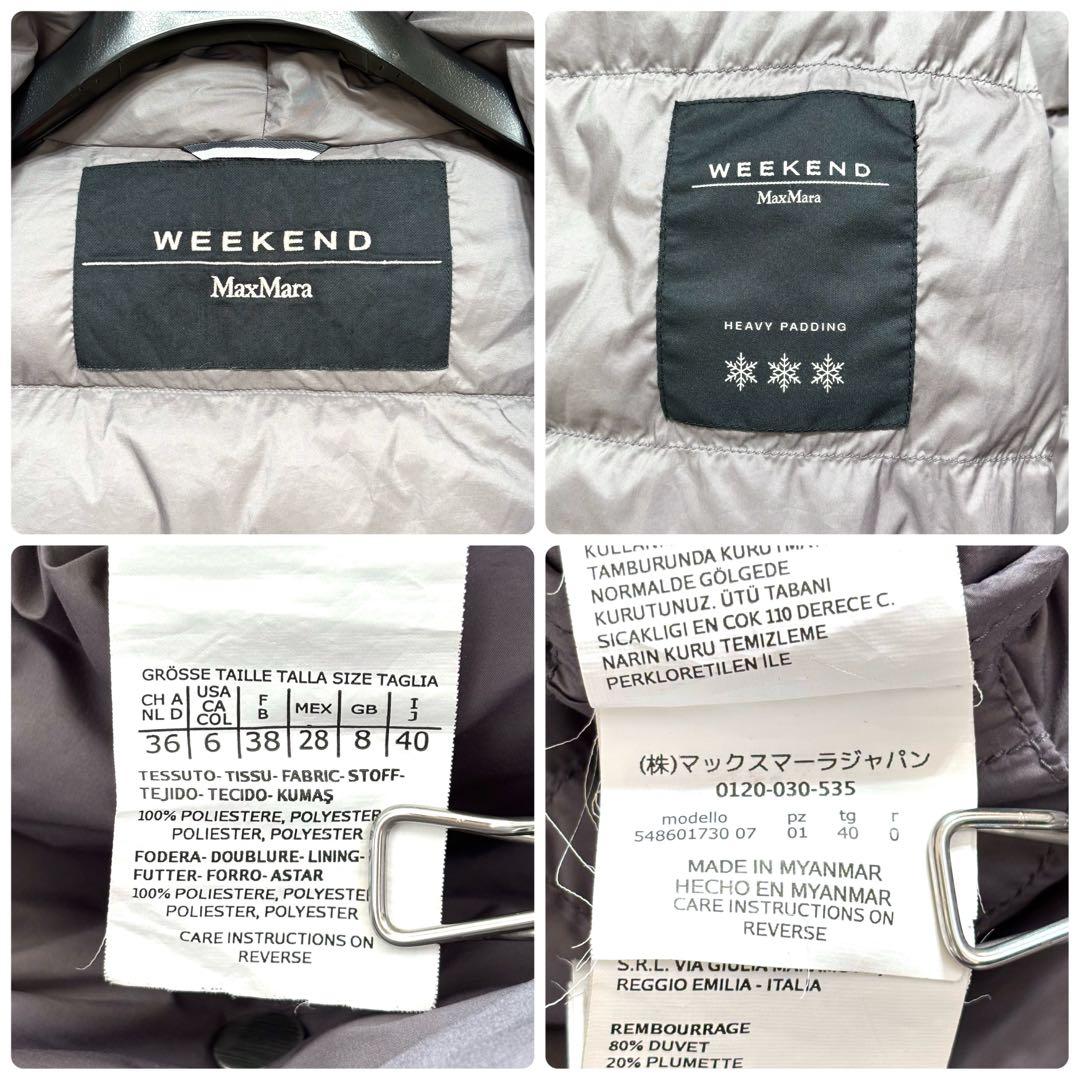 WEEKEND
MaxMara
WEEKEND
MaxMara
HEAVY PADDING
GRÖSSE TAILLE TALLA SIZE TAGLIA
CH A NL D USA CA COL F B MEX GB I J
36 6 38 28 8 40
TESSUTO- TISSU- FABRIC- STOFF-
TEJIDO- TECIDO- KUMAŞ
100% POLIESTERE, POLYESTER
POLIESTER, POLYESTER
FODERA- DOUBLURE- LINING-
FUTTER- FORRO- ASTAR
100% POLIESTERE, POLYESTE
POLIESTER, POLYESTER
CARE INSTRUCTIONS ON
REVERSE
TAMBURUNDA KURUTMA
NORMALDE GÖLGEDE
KURUTUNUZ. ÜTÜ TABANI
SICAKLIGI EN COK 110 DERECE C.
NARIN KURU TEMIZLEME
PERKLORETILEN İLE
(株)マックスマーラジャパン
0120-030-535
modello pz tg r
548601730 07 01 40 0
MADE IN MYANMAR
HECHO EN MYANMAR
CARE INSTRUCTIONS ON
REVERSE
S.R.L. VIA GIULIA
REGGIO EMILIA - ITALIA
REMBOURRAGE
80% DUVET
20% PLUMETTE